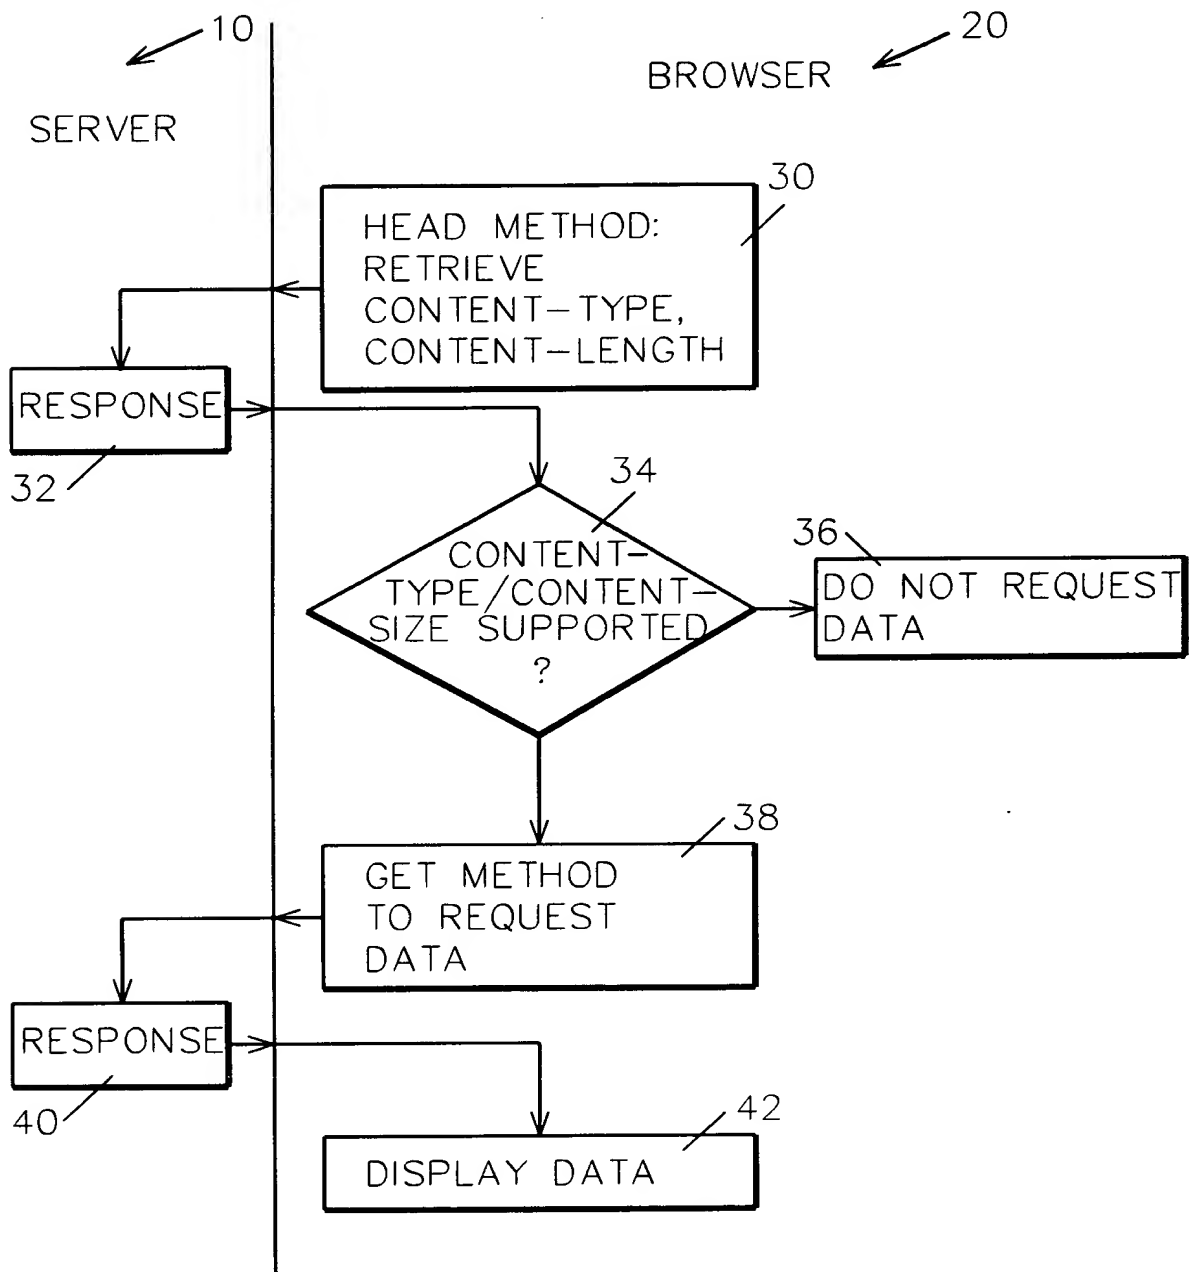 10
20
BROWSER
SERVER
30
HEAD METHOD:
RETRIEVE
CONTENT-TYPE,
CONTENT-LENGTH
RESPONSE
32
34
CONTENT-
TYPE/CONTENT-
SIZE SUPPORTED
?
36
DO NOT REQUEST
DATA
38
GET METHOD
TO REQUEST
DATA
RESPONSE
40
42
DISPLAY DATA